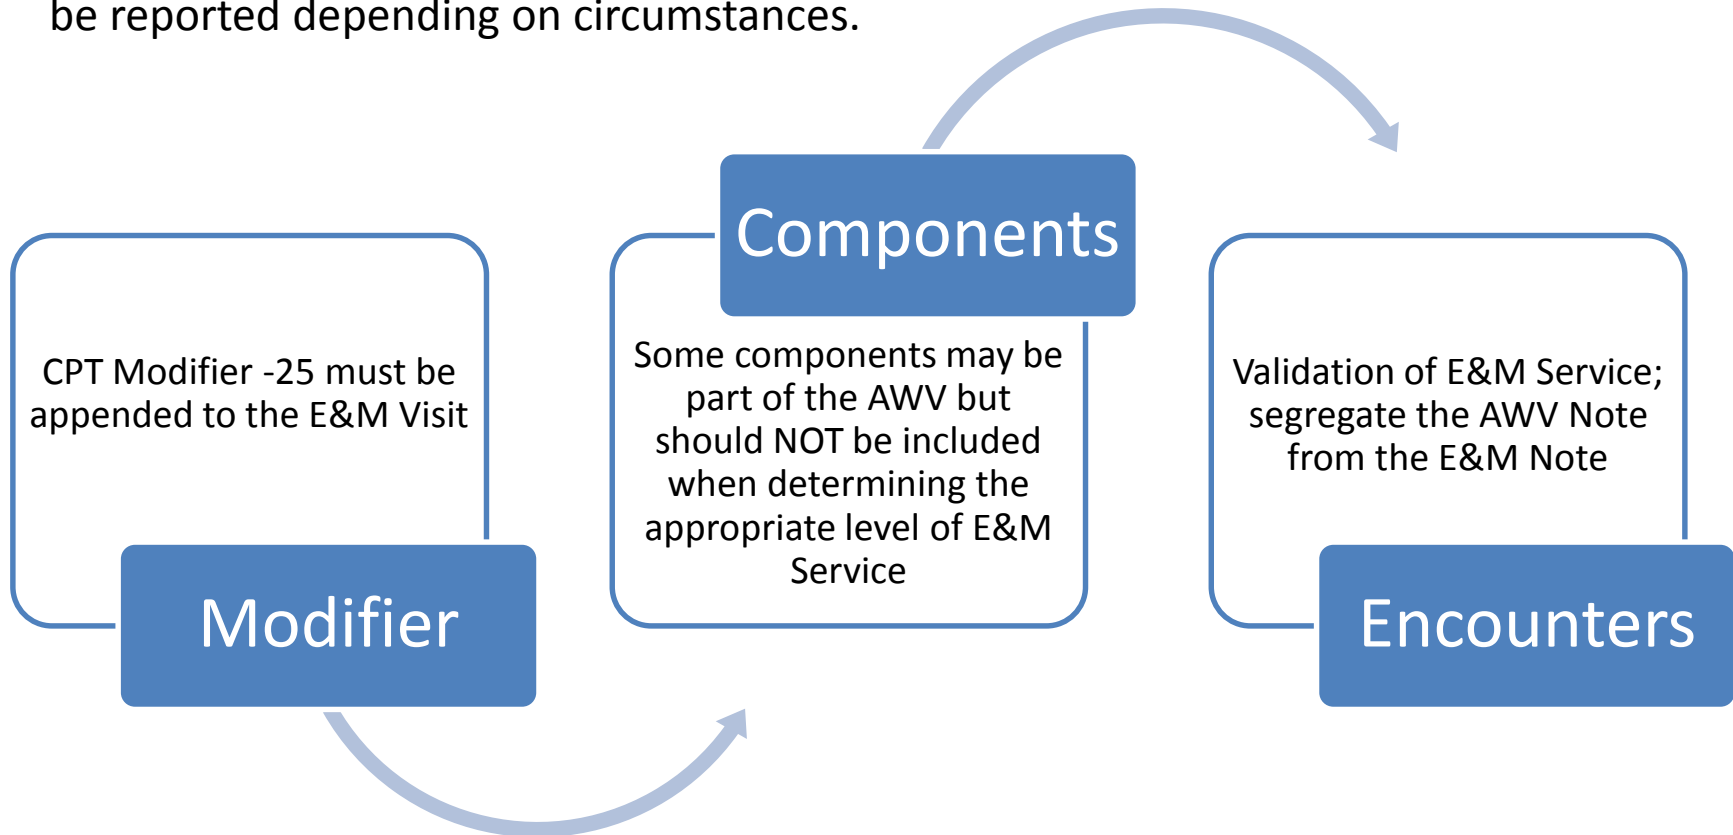 be reported depending on circumstances.
CPT Modifier -25 must be
appended to the E&M Visit
Modifier
Components
Some components may be
part of the AWV but
should NOT be included
when determining the
appropriate level of E&M
Service
Validation of E&M Service;
segregate the AWV Note
from the E&M Note
Encounters